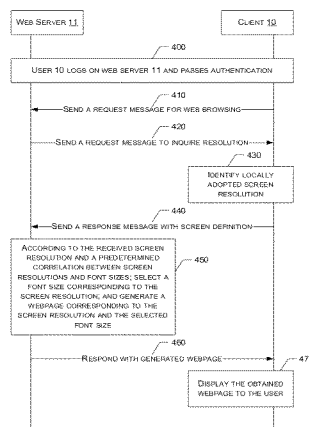 WEB SERVER 11
CLIENT 10
400
USER 10 LOGS ON WEB SERVER 11 AND PASSES AUTHENTICATION
410
SEND A REQUEST MESSAGE FOR WEB BROWSING
420
SEND A REQUEST MESSAGE TO INQUIRE RESOLUTION
430
IDENTIFY LOCALLY
ADOPTED SCREEN
RESOLUTION
440
SEND A RESPONSE MESSAGE WITH SCREEN DEFINITION
ACCORDING TO THE RECEIVED SCREEN
RESOLUTION AND A PREDETERMINED
CORRELATION BETWEEN SCREEN
RESOLUTIONS AND FONT SIZES; SELECT A
FONT SIZE CORRESPONDING TO THE
SCREEN RESOLUTION; AND GENERATE A
WEBPAGE CORRESPONDING TO THE
SCREEN RESOLUTION AND THE SELECTED
FONT SIZE
450
460
RESPOND WITH GENERATED WEBPAGE
47
DISPLAY THE OBTAINED
WEBPAGE TO THE USER